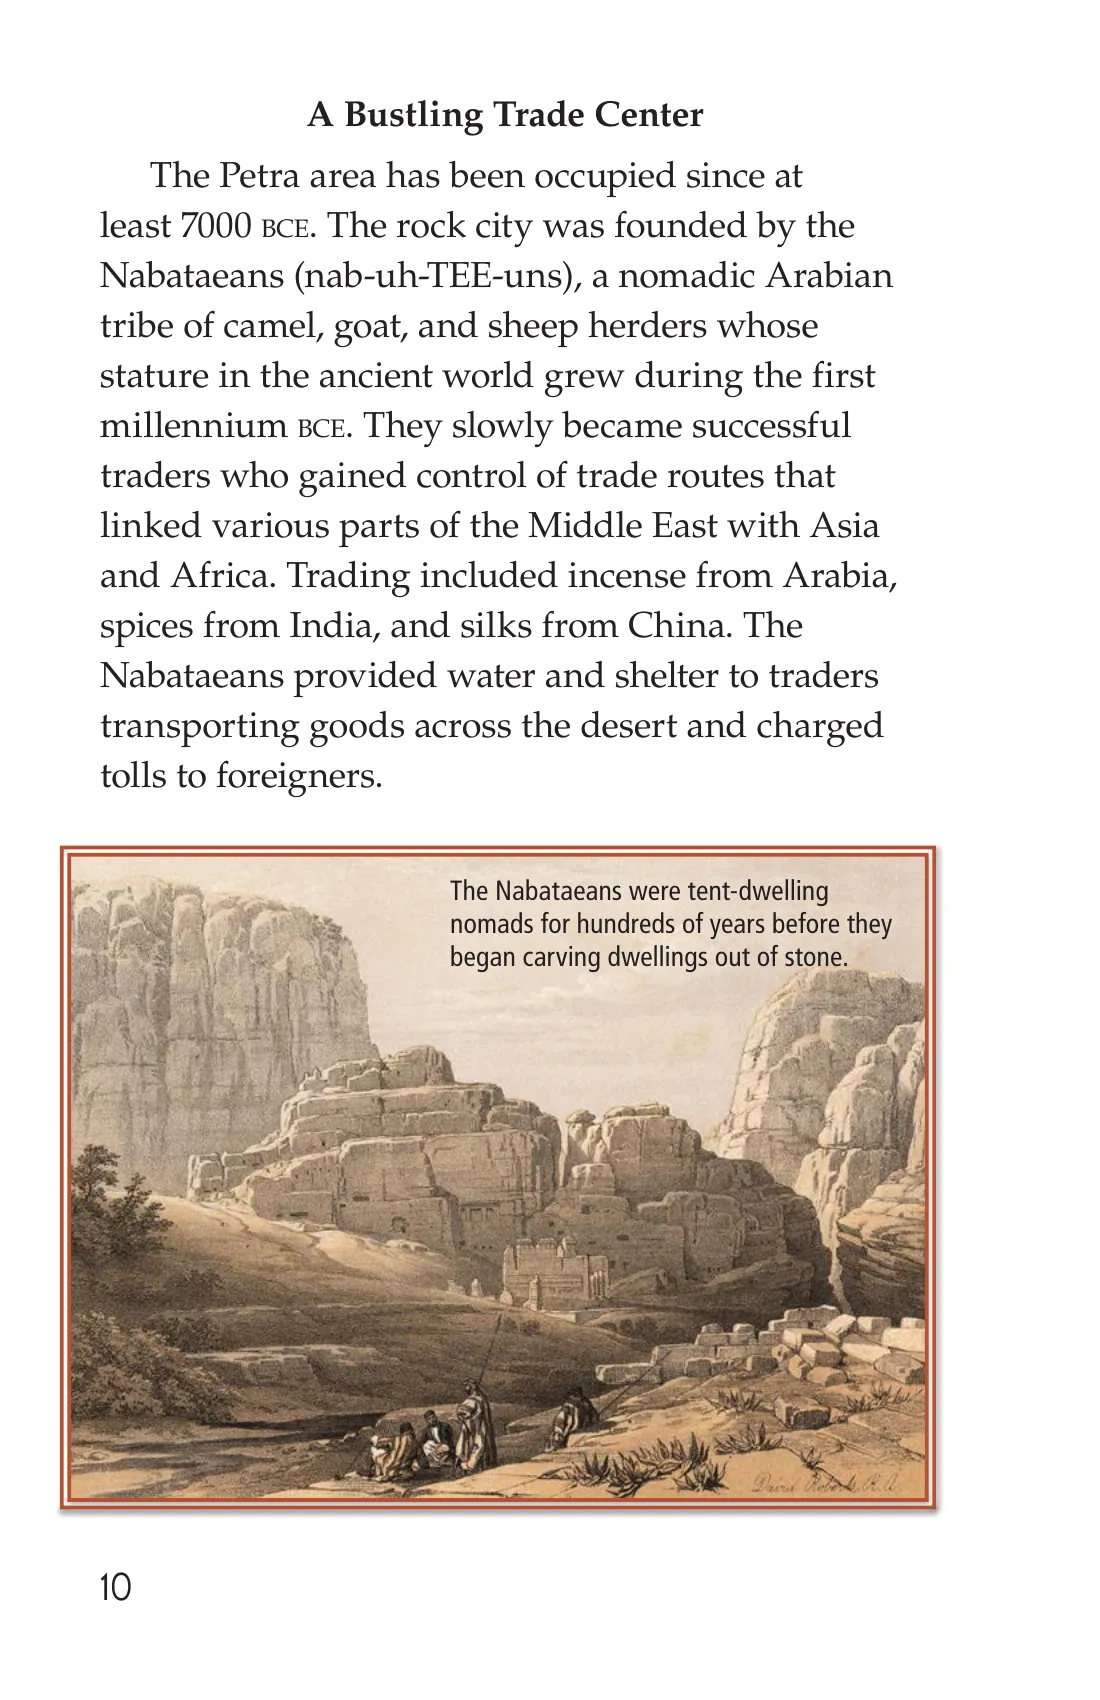 A Bustling Trade Center
The Petra area has been occupied since at
least 7000 BCE. The rock city was founded by the
Nabataeans (nab-uh-TEE-uns), a nomadic Arabian
tribe of camel, goat, and sheep herders whose
stature in the ancient world grew during the first
millennium BCE. They slowly became successful
traders who gained control of trade routes that
linked various parts of the Middle East with Asia
and Africa. Trading included incense from Arabia,
spices from India, and silks from China. The
Nabataeans provided water and shelter to traders
transporting goods across the desert and charged
tolls to foreigners.
The Nabataeans were tent-dwelling
nomads for hundreds of years before they
began carving dwellings out of stone.
David Roberts, R.A.
10